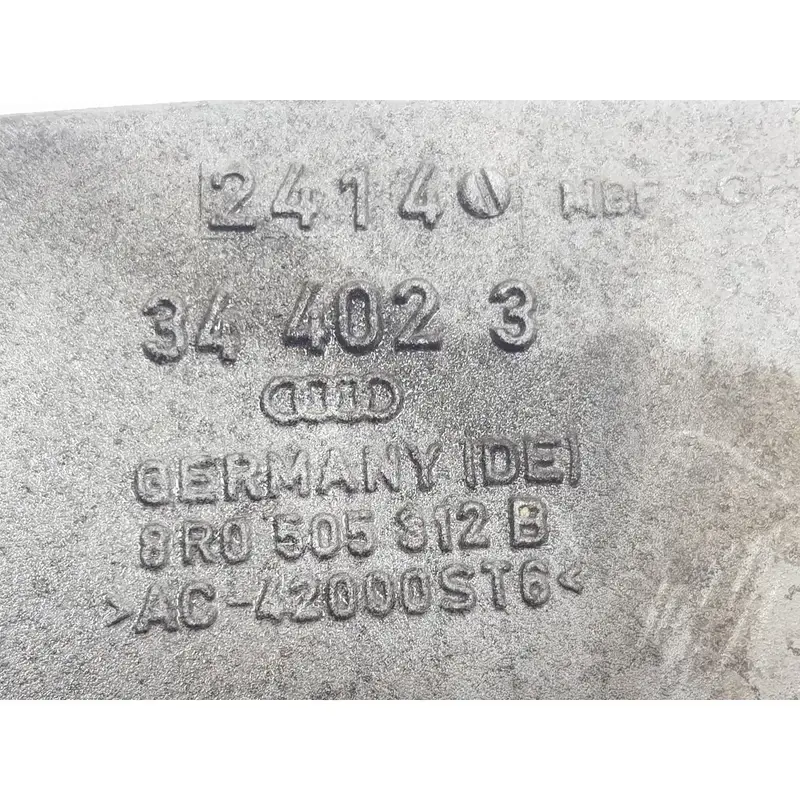 24140
34 402 3
GERMANY (DE)
8R0 505 312 B
>AC-42000ST6<